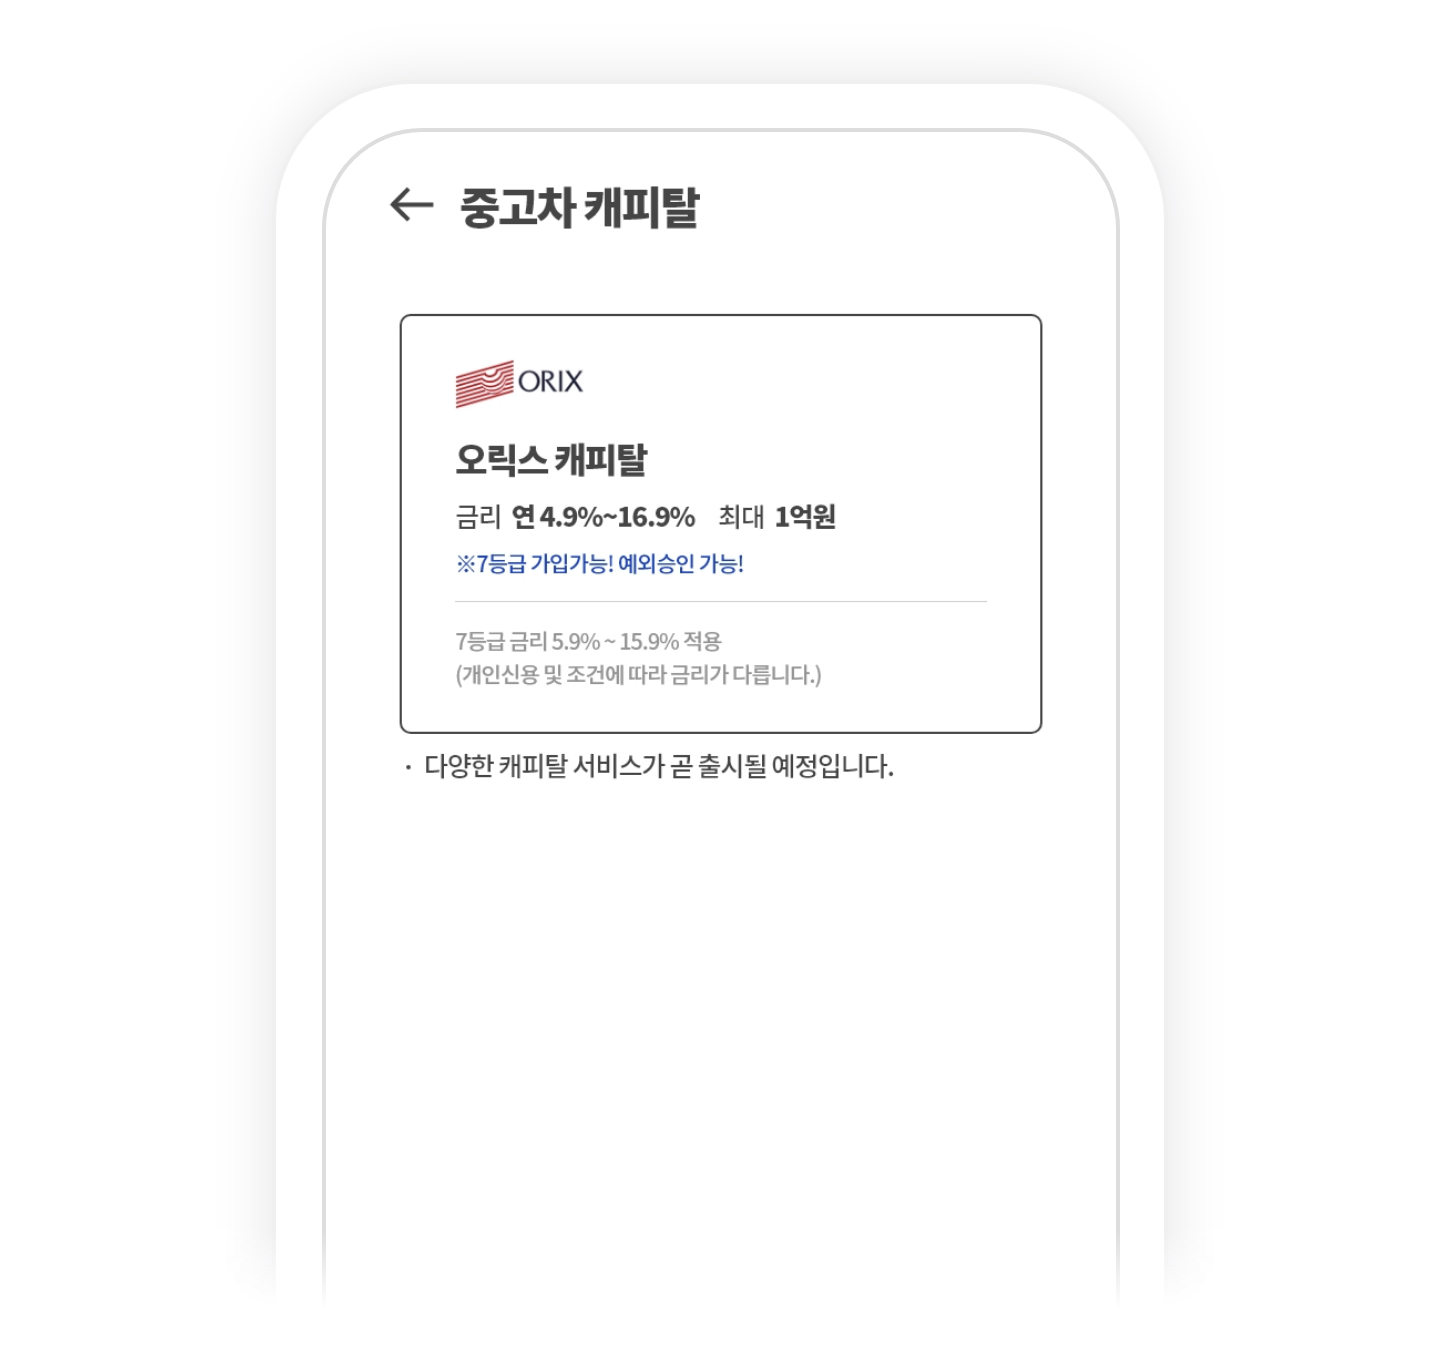 중고차 캐피탈
ORIX
오릭스 캐피탈
금리 연 4.9%~16.9% 최대 1억원
※7등급 가입가능! 예외승인 가능!
7등급 금리 5.9% ~ 15.9% 적용
(개인신용 및 조건에 따라 금리가 다릅니다.)
· 다양한 캐피탈 서비스가 곧 출시될 예정입니다.